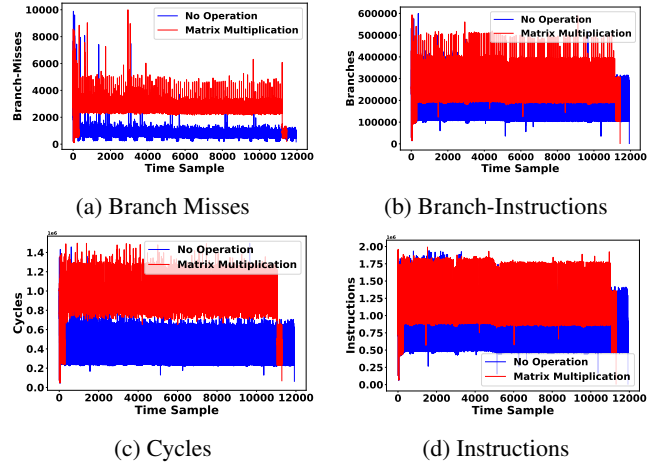 10000
8000
6000
4000
2000
0
Branch-Misses
No Operation
Matrix Multiplication
0 2000 4000 6000 8000 10000 12000
Time Sample
(a) Branch Misses
600000
500000
400000
300000
200000
100000
0
Branches
No Operation
Matrix Multiplication
0 2000 4000 6000 8000 10000 12000
Time Sample
(b) Branch-Instructions
1e6
1.4
1.2
1.0
0.8
0.6
0.4
0.2
0.0
Cycles
No Operation
Matrix Multiplication
0 2000 4000 6000 8000 10000 12000
Time Sample
(c) Cycles
1e6
2.00
1.75
1.50
1.25
1.00
0.75
0.50
0.25
0.00
Instructions
No Operation
Matrix Multiplication
0 2000 4000 6000 8000 10000 12000
Time Sample
(d) Instructions